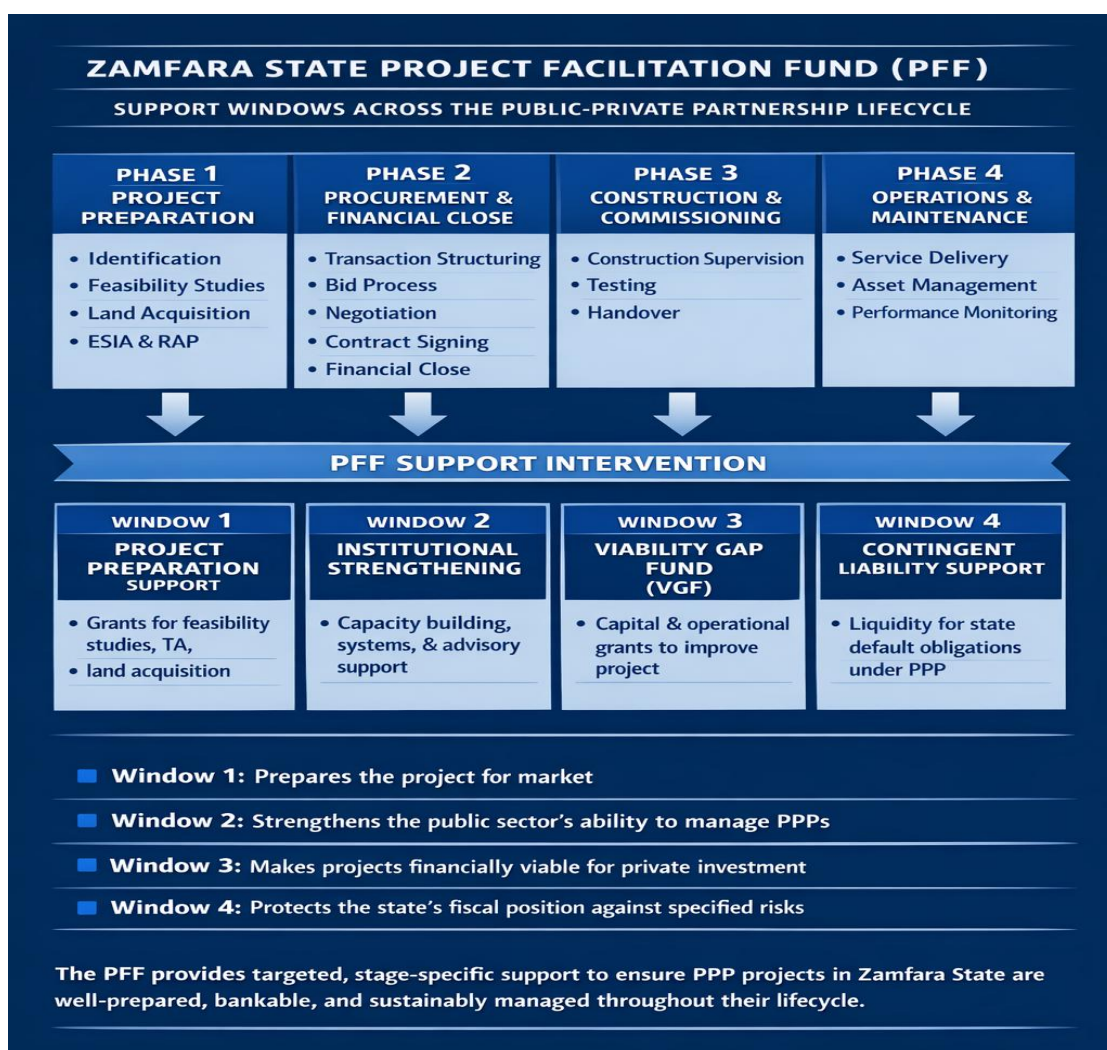 ZAMFARA STATE PROJECT FACILITATION FUND (PFF)
SUPPORT WINDOWS ACROSS THE PUBLIC-PRIVATE PARTNERSHIP LIFECYCLE
PHASE 1
PROJECT
PREPARATION
• Identification
• Feasibility Studies
• Land Acquisition
• ESIA & RAP
PHASE 2
PROCUREMENT &
FINANCIAL CLOSE
• Transaction Structuring
• Bid Process
• Negotiation
• Contract Signing
• Financial Close
PHASE 3
CONSTRUCTION &
COMMISSIONING
• Construction Supervision
• Testing
• Handover
PHASE 4
OPERATIONS &
MAINTENANCE
• Service Delivery
• Asset Management
• Performance Monitoring
PFF SUPPORT INTERVENTION
WINDOW 1
PROJECT
PREPARATION
SUPPORT
• Grants for feasibility
studies, TA,
• land acquisition
WINDOW 2
INSTITUTIONAL
STRENGTHENING
• Capacity building,
systems, & advisory
support
WINDOW 3
VIABILITY GAP
FUND
(VGF)
• Capital & operational
grants to improve
project
WINDOW 4
CONTINGENT
LIABILITY SUPPORT
• Liquidity for state
default obligations
under PPP
Window 1: Prepares the project for market
Window 2: Strengthens the public sector's ability to manage PPPs
Window 3: Makes projects financially viable for private investment
Window 4: Protects the state's fiscal position against specified risks
The PFF provides targeted, stage-specific support to ensure PPP projects in Zamfara State are
well-prepared, bankable, and sustainably managed throughout their lifecycle.